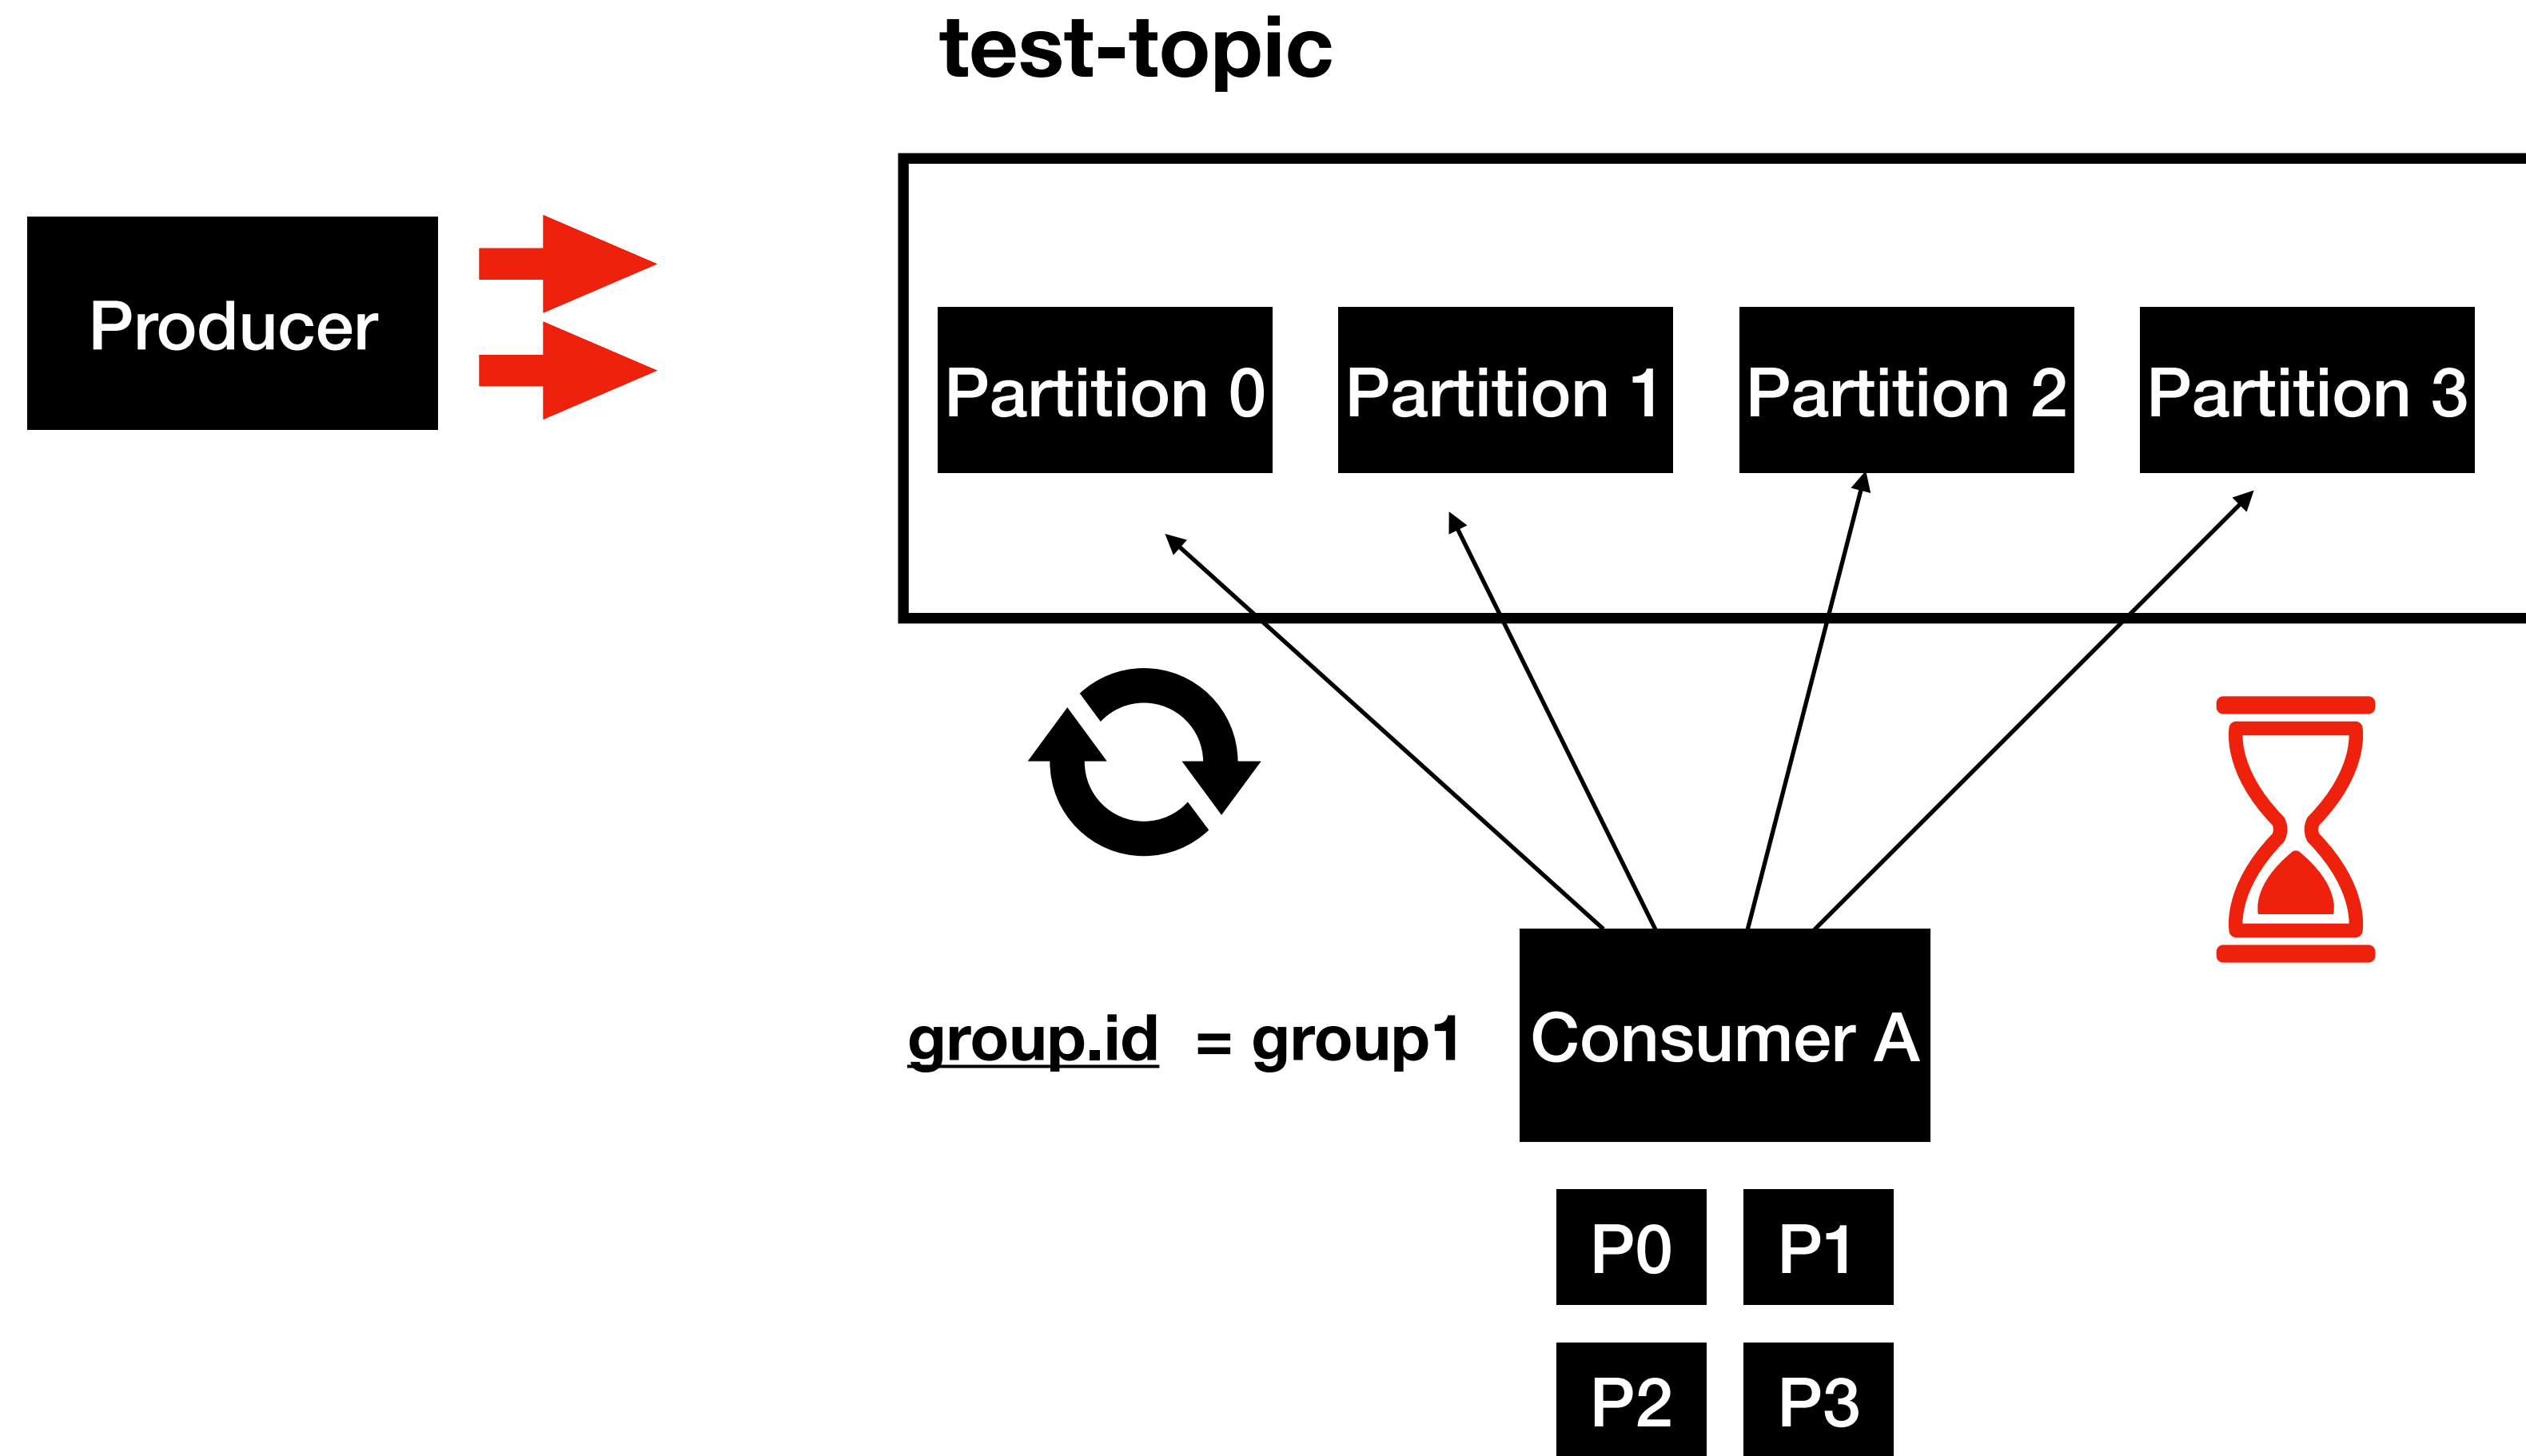 test-topic
Producer
Partition 0
Partition 1
Partition 2
Partition 3
group.id = group1
Consumer A
P0
P1
P2
P3